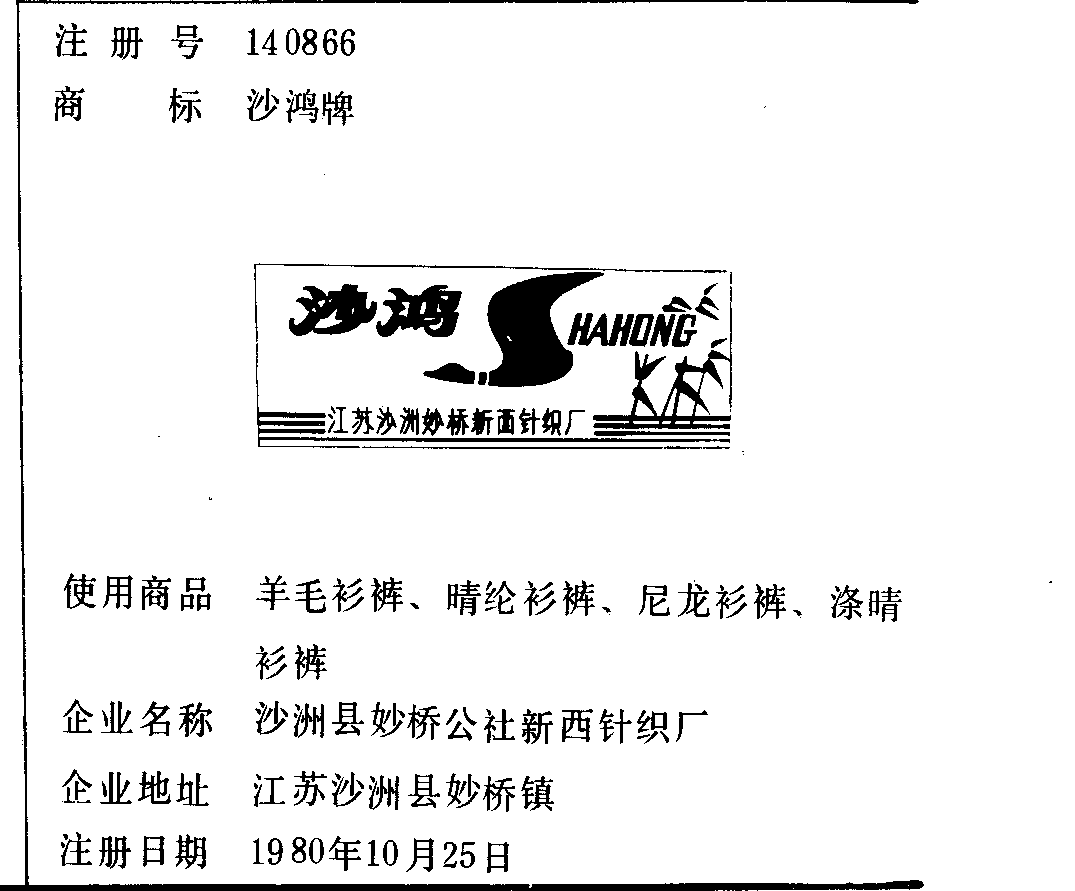 注册号 140866
商标 沙鸿牌
沙鸿 SHAHONG
江苏沙洲妙桥新西针织厂
使用商品 羊毛衫裤、晴纶衫裤、尼龙衫裤、涤晴
衫裤
企业名称 沙洲县妙桥公社新西针织厂
企业地址 江苏沙洲县妙桥镇
注册日期 1980年10月25日